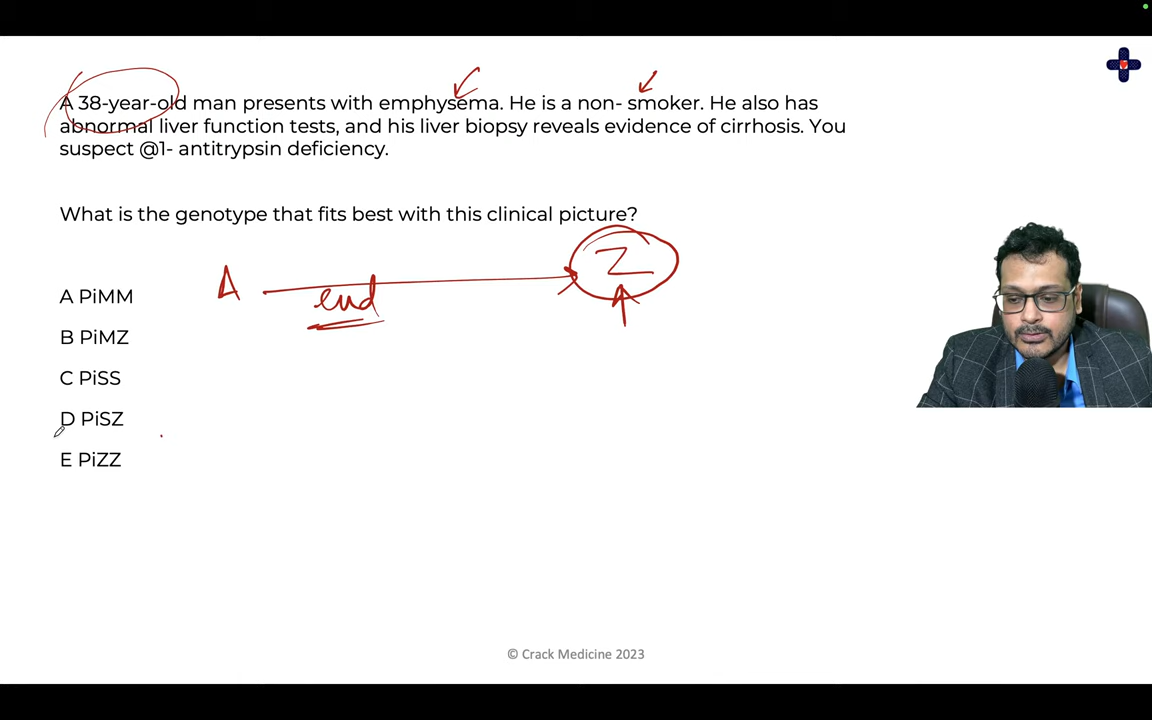 A 38-year-old man presents with emphysema. He is a non- smoker. He also has
abnormal liver function tests, and his liver biopsy reveals evidence of cirrhosis. You
suspect @1- antitrypsin deficiency.
What is the genotype that fits best with this clinical picture?
A Z
end
A PiMM
B PiMZ
C PiSS
D PiSZ
E PiZZ
© Crack Medicine 2023